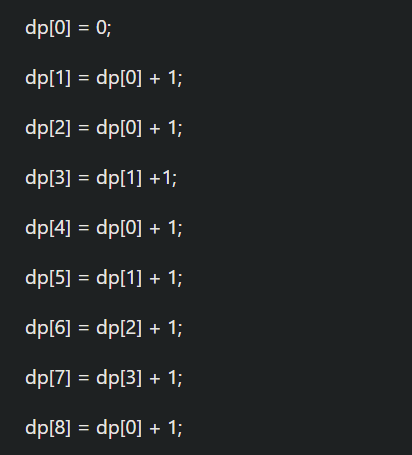 dp[0] = 0;
dp[1] = dp[0] + 1;
dp[2] = dp[0] + 1;
dp[3] = dp[1] +1;
dp[4] = dp[0] + 1;
dp[5] = dp[1] + 1;
dp[6] = dp[2] + 1;
dp[7] = dp[3] + 1;
dp[8] = dp[0] + 1;